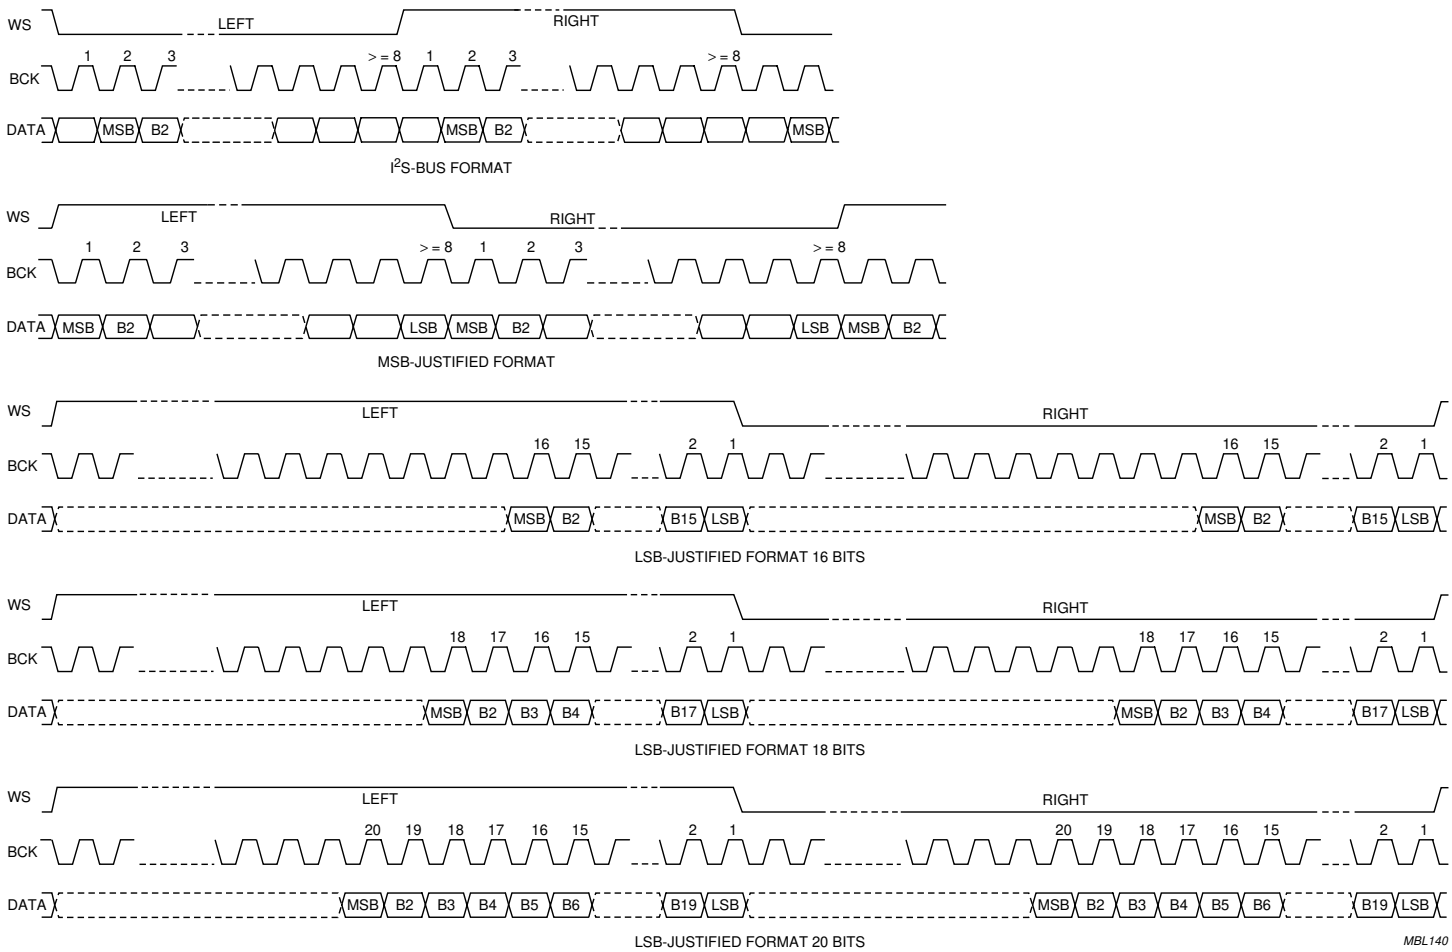 WS LEFT RIGHT
1 2 3 > = 8 1 2 3 > = 8
BCK
DATA MSB B2 MSB B2 MSB
I2S-BUS FORMAT
WS LEFT RIGHT
1 2 3 > = 8 1 2 3 > = 8
BCK
DATA MSB B2 LSB MSB B2 LSB MSB B2
MSB-JUSTIFIED FORMAT
WS LEFT RIGHT
16 15 2 1 16 15 2 1
BCK
DATA MSB B2 B15 LSB MSB B2 B15 LSB
LSB-JUSTIFIED FORMAT 16 BITS
WS LEFT RIGHT
18 17 16 15 2 1 18 17 16 15 2 1
BCK
DATA MSB B2 B3 B4 B17 LSB MSB B2 B3 B4 B17 LSB
LSB-JUSTIFIED FORMAT 18 BITS
WS LEFT RIGHT
20 19 18 17 16 15 2 1 20 19 18 17 16 15 2 1
BCK
DATA MSB B2 B3 B4 B5 B6 B19 LSB MSB B2 B3 B4 B5 B6 B19 LSB
LSB-JUSTIFIED FORMAT 20 BITS
MBL140